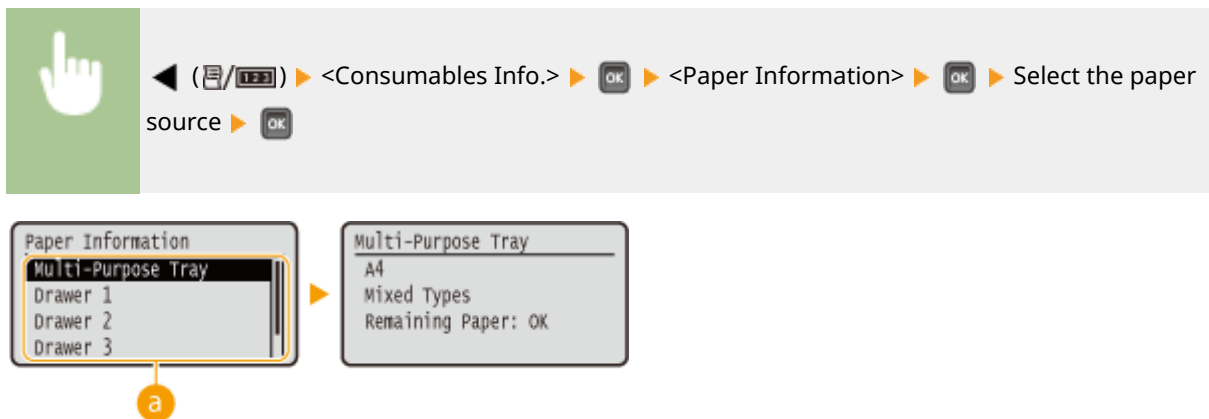 ◀ ( / 123 ) ▶ <Consumables Info.> ▶ OK ▶ <Paper Information> ▶ OK ▶ Select the paper
source ▶ OK
Paper Information
Multi-Purpose Tray
Drawer 1
Drawer 2
Drawer 3
a
▶
Multi-Purpose Tray
A4
Mixed Types
Remaining Paper: OK